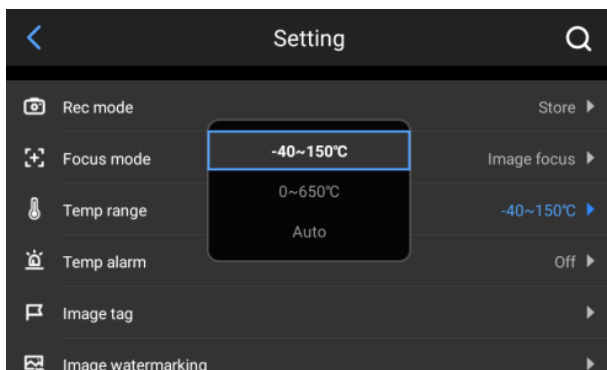 Setting
Rec mode Store
Focus mode Image focus
Temp range -40~150℃
Temp alarm Off
Image tag
Image watermarking
-40~150℃
0~650℃
Auto